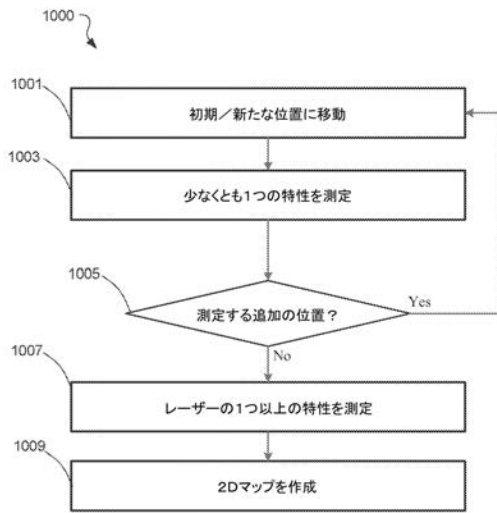 1000
1001
初期／新たな位置に移動
1003
少なくとも1つの特性を測定
1005
測定する追加の位置？
Yes
No
1007
レーザーの1つ以上の特性を測定
1009
2Dマップを作成